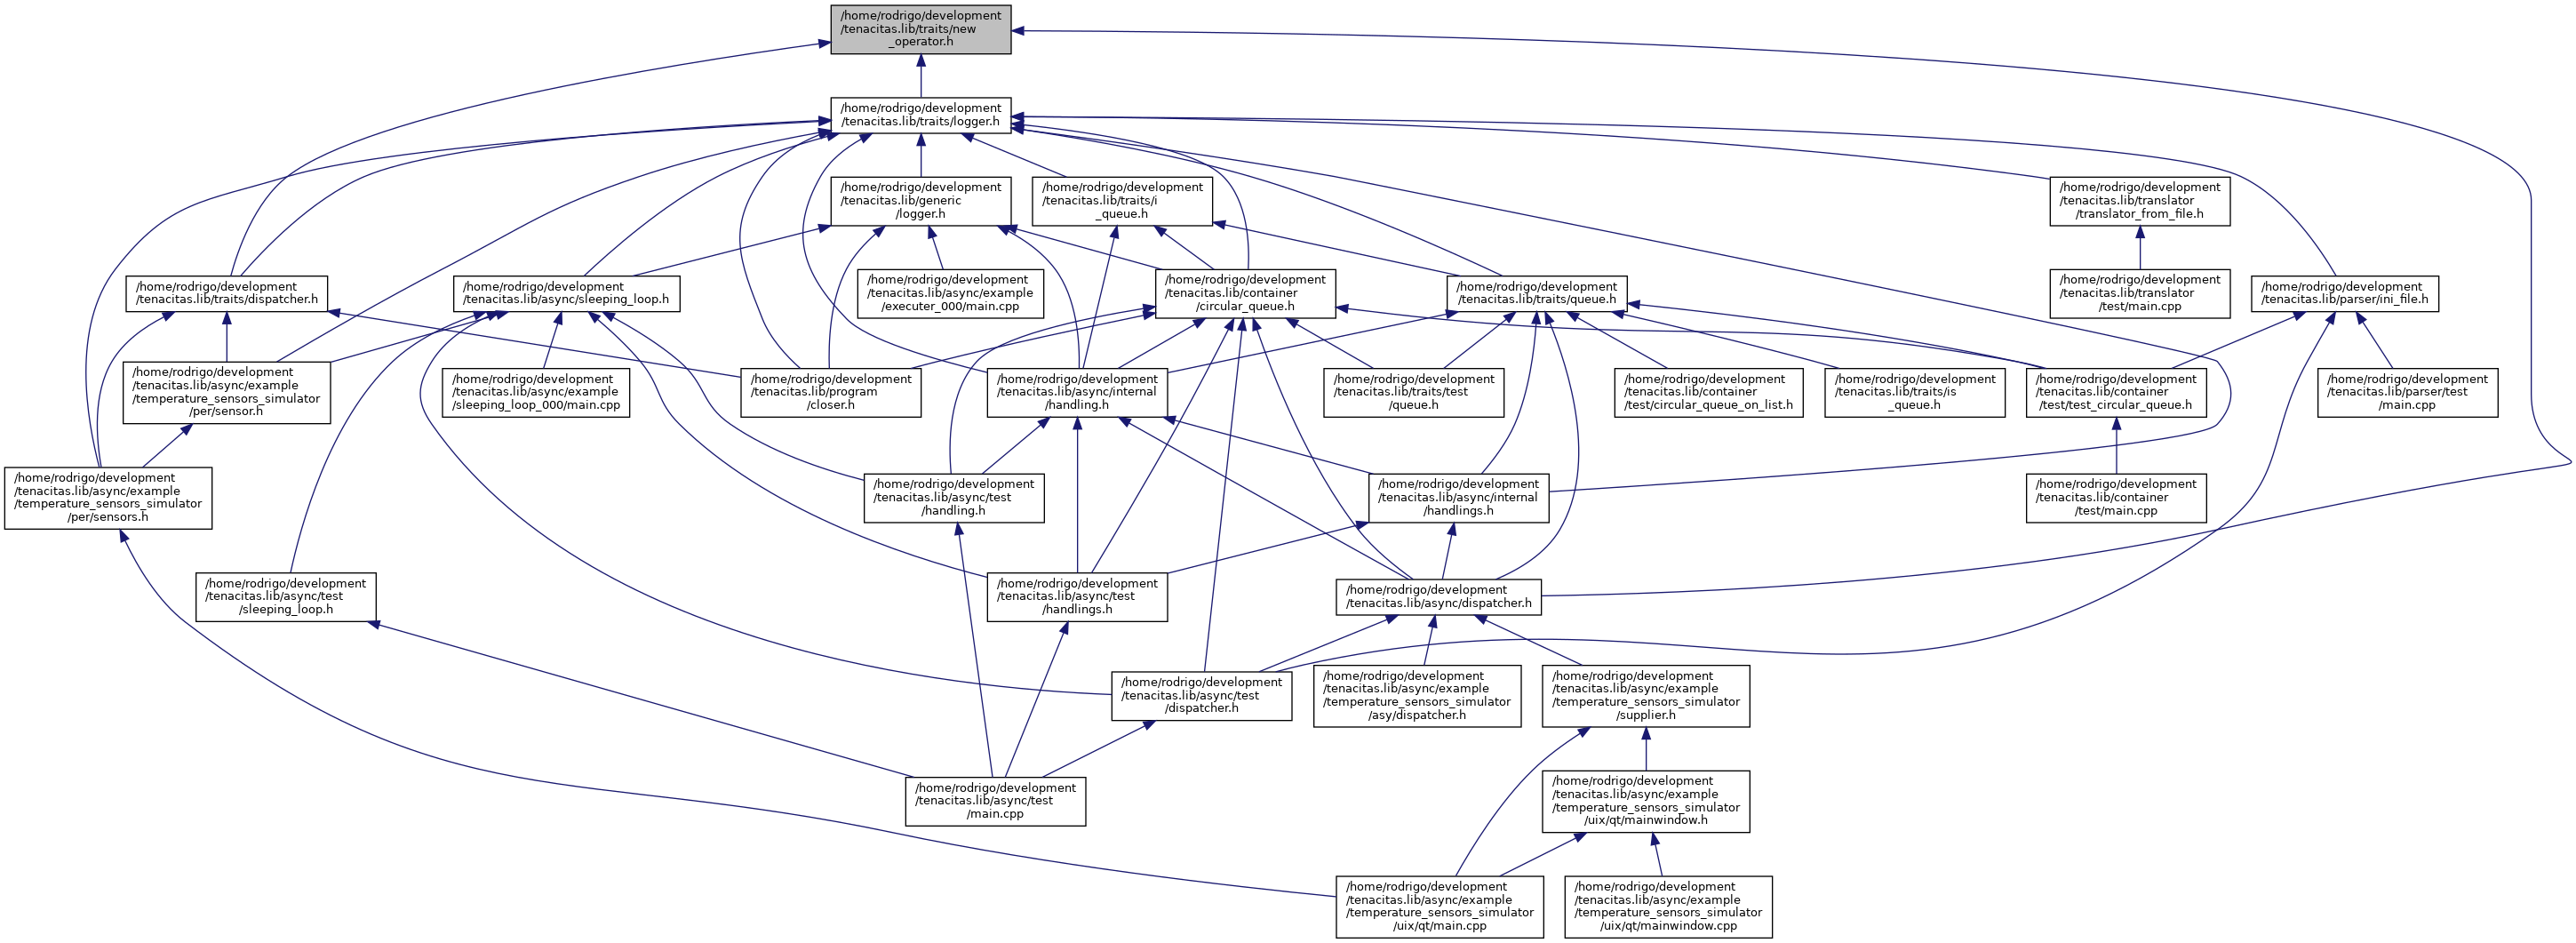 /home/rodrigo/development
/tenacitas.lib/traits/new
_operator.h
/home/rodrigo/development
/tenacitas.lib/traits/logger.h
/home/rodrigo/development
/tenacitas.lib/generic
/logger.h
/home/rodrigo/development
/tenacitas.lib/traits/i
_queue.h
/home/rodrigo/development
/tenacitas.lib/translator
/translator_from_file.h
/home/rodrigo/development
/tenacitas.lib/traits/dispatcher.h
/home/rodrigo/development
/tenacitas.lib/async/sleeping_loop.h
/home/rodrigo/development
/tenacitas.lib/async/example
/executer_000/main.cpp
/home/rodrigo/development
/tenacitas.lib/container
/circular_queue.h
/home/rodrigo/development
/tenacitas.lib/traits/queue.h
/home/rodrigo/development
/tenacitas.lib/translator
/test/main.cpp
/home/rodrigo/development
/tenacitas.lib/parser/ini_file.h
/home/rodrigo/development
/tenacitas.lib/async/example
/temperature_sensors_simulator
/per/sensor.h
/home/rodrigo/development
/tenacitas.lib/async/example
/sleeping_loop_000/main.cpp
/home/rodrigo/development
/tenacitas.lib/program
/closer.h
/home/rodrigo/development
/tenacitas.lib/async/internal
/handling.h
/home/rodrigo/development
/tenacitas.lib/traits/test
/queue.h
/home/rodrigo/development
/tenacitas.lib/container
/test/circular_queue_on_list.h
/home/rodrigo/development
/tenacitas.lib/traits/is
_queue.h
/home/rodrigo/development
/tenacitas.lib/container
/test/test_circular_queue.h
/home/rodrigo/development
/tenacitas.lib/parser/test
/main.cpp
/home/rodrigo/development
/tenacitas.lib/async/example
/temperature_sensors_simulator
/per/sensors.h
/home/rodrigo/development
/tenacitas.lib/async/test
/handling.h
/home/rodrigo/development
/tenacitas.lib/async/internal
/handlings.h
/home/rodrigo/development
/tenacitas.lib/container
/test/main.cpp
/home/rodrigo/development
/tenacitas.lib/async/test
/sleeping_loop.h
/home/rodrigo/development
/tenacitas.lib/async/test
/handlings.h
/home/rodrigo/development
/tenacitas.lib/async/dispatcher.h
/home/rodrigo/development
/tenacitas.lib/async/test
/dispatcher.h
/home/rodrigo/development
/tenacitas.lib/async/example
/temperature_sensors_simulator
/asy/dispatcher.h
/home/rodrigo/development
/tenacitas.lib/async/example
/temperature_sensors_simulator
/supplier.h
/home/rodrigo/development
/tenacitas.lib/async/test
/main.cpp
/home/rodrigo/development
/tenacitas.lib/async/example
/temperature_sensors_simulator
/uix/qt/mainwindow.h
/home/rodrigo/development
/tenacitas.lib/async/example
/temperature_sensors_simulator
/uix/qt/main.cpp
/home/rodrigo/development
/tenacitas.lib/async/example
/temperature_sensors_simulator
/uix/qt/mainwindow.cpp